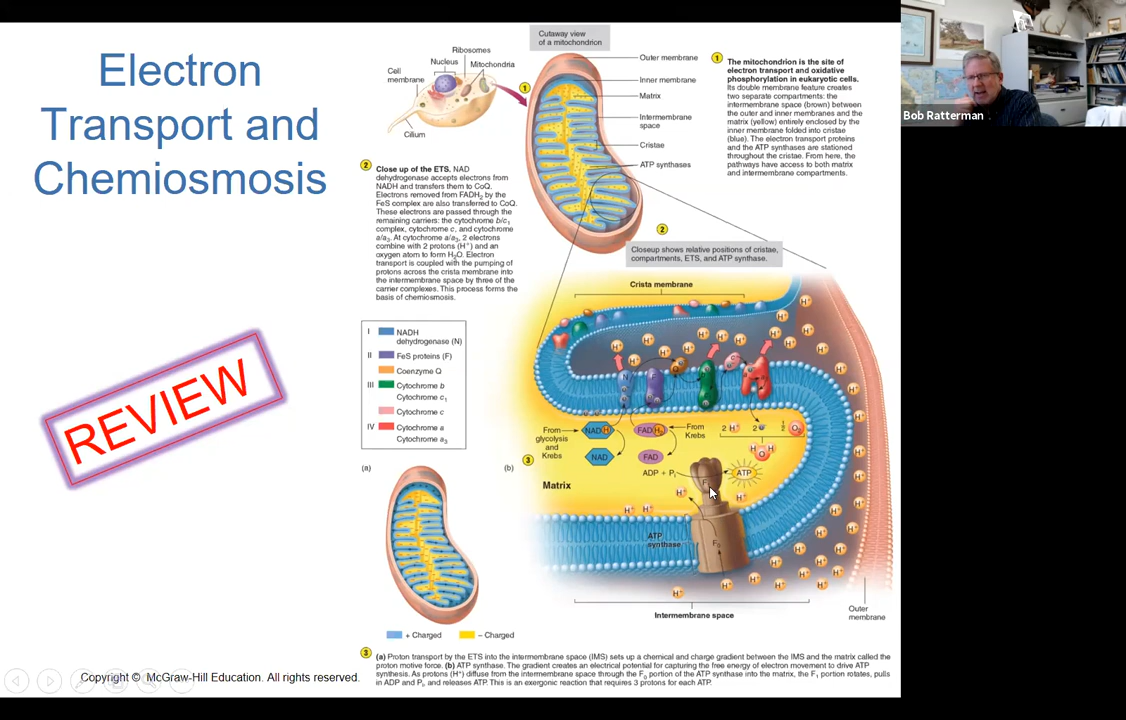 Electron
Transport and
Chemiosmosis
REVIEW
Cutaway view
of a mitochondrion
Ribosomes
Nucleus
Mitochondria
Cell
membrane
Cilium
1
Outer membrane
Inner membrane
Matrix
Intermembrane
space
Cristae
ATP synthases
1
The mitochondrion is the site of
electron transport and oxidative
phosphorylation in eukaryotic cells.
Its double membrane feature creates
two separate compartments: the
intermembrane space (brown) between
the outer and inner membranes and the
matrix (yellow) entirely enclosed by the
inner membrane folded into cristae
(blue). The electron transport proteins
and the ATP synthases are stationed
throughout the cristae. From here, the
pathways have access to both matrix
and intermembrane compartments.
Bob Ratterman
2
Close up of the ETS. NAD
dehydrogenase accepts electrons from
NADH and transfers them to CoQ.
Electrons removed from FADH2 by the
FeS complex are also transferred to CoQ.
These electrons are passed through the
remaining carriers: the cytochrome b/c1
complex, cytochrome c, and cytochrome
a/a3. At cytochrome a/a3, 2 electrons
combine with 2 protons (H+) and an
oxygen atom to form H2O. Electron
transport is coupled with the pumping of
protons across the crista membrane into
the intermembrane space by three of the
carrier complexes. This process forms the
basis of chemiosmosis.
2
Closeup shows relative positions of cristae,
compartments, ETS, and ATP synthase.
Crista membrane
I NADH
dehydrogenase (N)
II FeS proteins (F)
Coenzyme Q
III Cytochrome b
Cytochrome c1
Cytochrome c
IV Cytochrome a
Cytochrome a3
(a)
(b)
3
From
glycolysis
and
Krebs
NAD H
NAD
FAD H2
FAD
From
Krebs
2 H+
2
1/2 O2
H H
O
ADP + Pi
ATP
F1
Matrix
H+
ATP
synthase
F0
Intermembrane space
Outer
membrane
+ Charged
– Charged
3
(a) Proton transport by the ETS into the intermembrane space (IMS) sets up a chemical and charge gradient between the IMS and the matrix called the
proton motive force. (b) ATP synthase. The gradient creates an electrical potential for capturing the free energy of electron movement to drive ATP
synthesis. As protons (H+) diffuse from the intermembrane space through the F0 portion of the ATP synthase into the matrix, the F1 portion rotates, pulls
in ADP and Pi, and releases ATP. This is an exergonic reaction that requires 3 protons for each ATP.
Copyright © McGraw-Hill Education. All rights reserved.